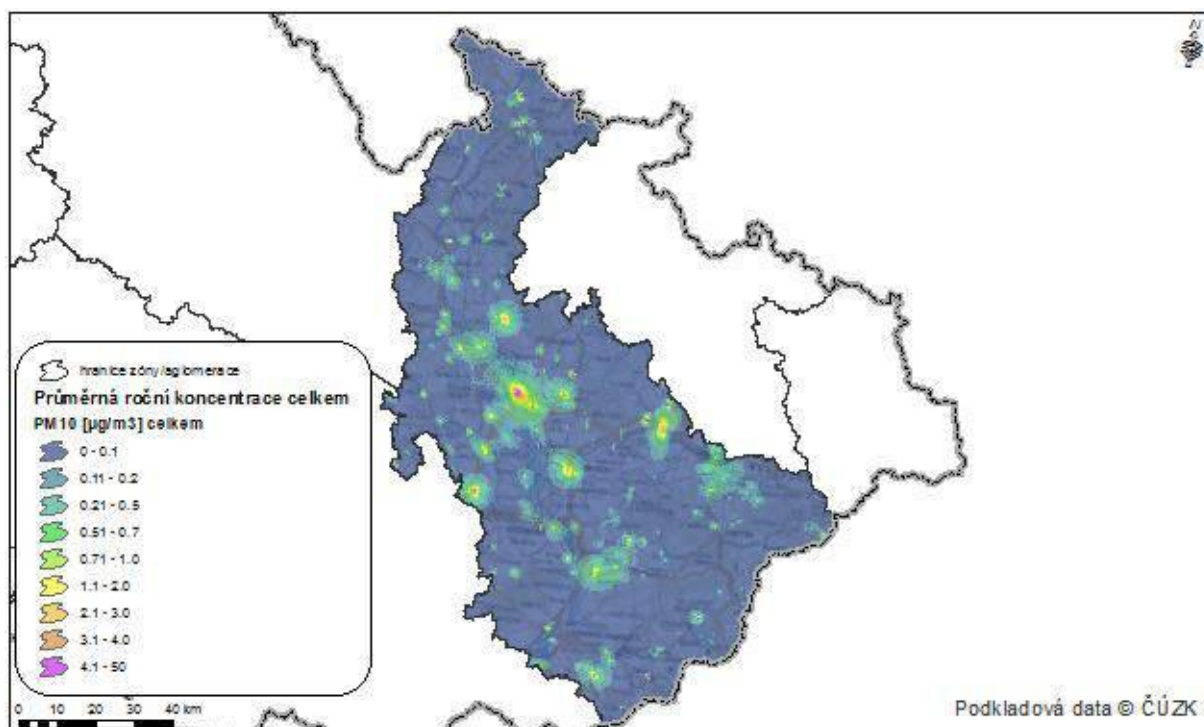 hranice zóny/aglomerace
Průměrná roční koncentrace celkem
PM10 [µg/m3] celkem
0 - 0.1
0.11 - 0.2
0.21 - 0.5
0.51 - 0.7
0.71 - 1.0
1.1 - 2.0
2.1 - 3.0
3.1 - 4.0
4.1 - 50
0 10 20 30 40 km
Podkladová data © ČÚZK